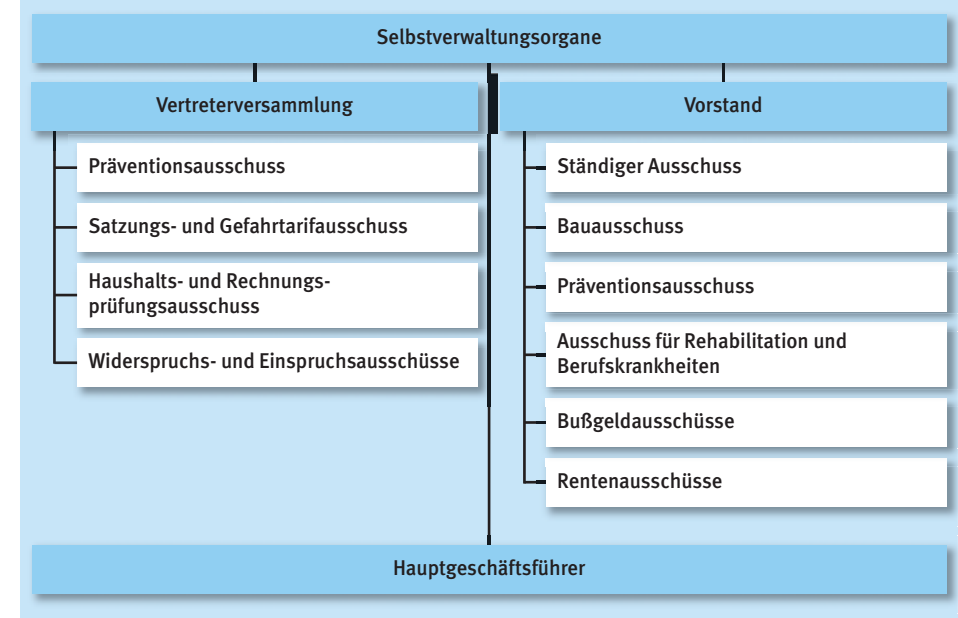 Selbstverwaltungsorgane
Vertreterversammlung
Präventionsausschuss
Satzungs- und Gefahrtarifausschuss
Haushalts- und Rechnungs-
prüfungsausschuss
Widerspruchs- und Einspruchsausschüsse
Vorstand
Ständiger Ausschuss
Bauausschuss
Präventionsausschuss
Ausschuss für Rehabilitation und
Berufskrankheiten
Bußgeldausschüsse
Rentenausschüsse
Hauptgeschäftsführer